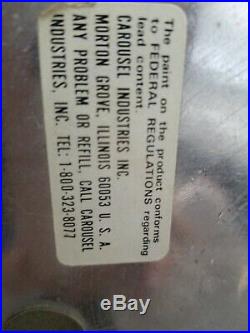 The paint on the product conforms
to FEDERAL REGULATIONS regarding
lead content.
CAROUSEL INDUSTRIES INC.
MORTON GROVE, ILLINOIS 60053 U. S. A.
ANY PROBLEM OR REFILL, CALL CAROUSEL
INDUSTRIES, INC. TEL: 1-800-323-8077